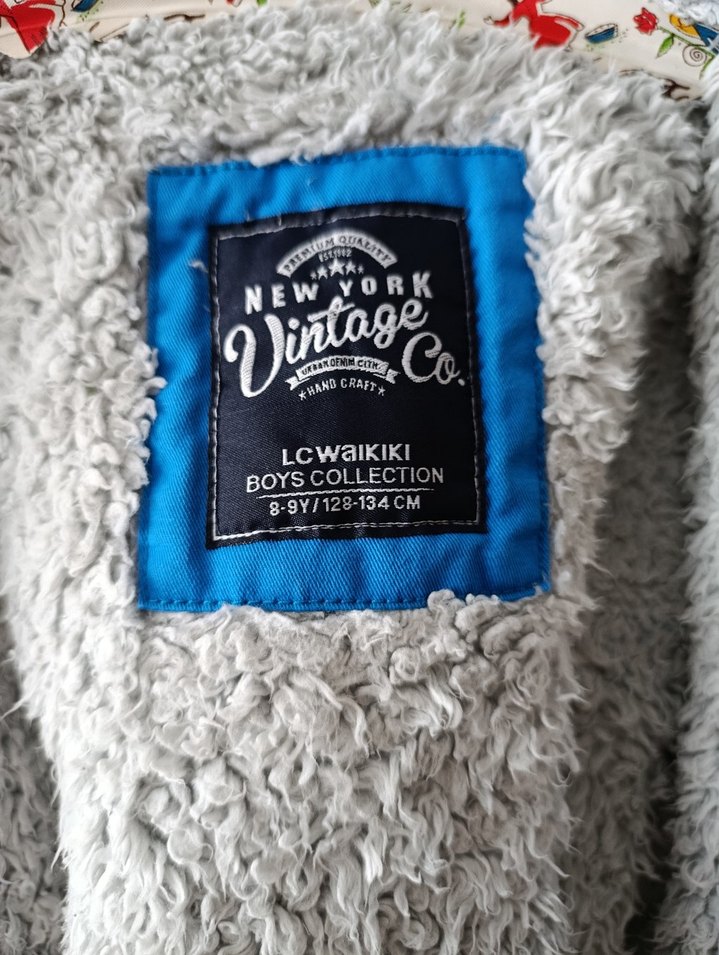 PREMIUM QUALITY
EST.1982
NEW YORK
Vintage
Co.
URBAN DENIM CITY
HAND CRAFT
LCWAIKIKI
BOYS COLLECTION
8-9Y/128-134 CM